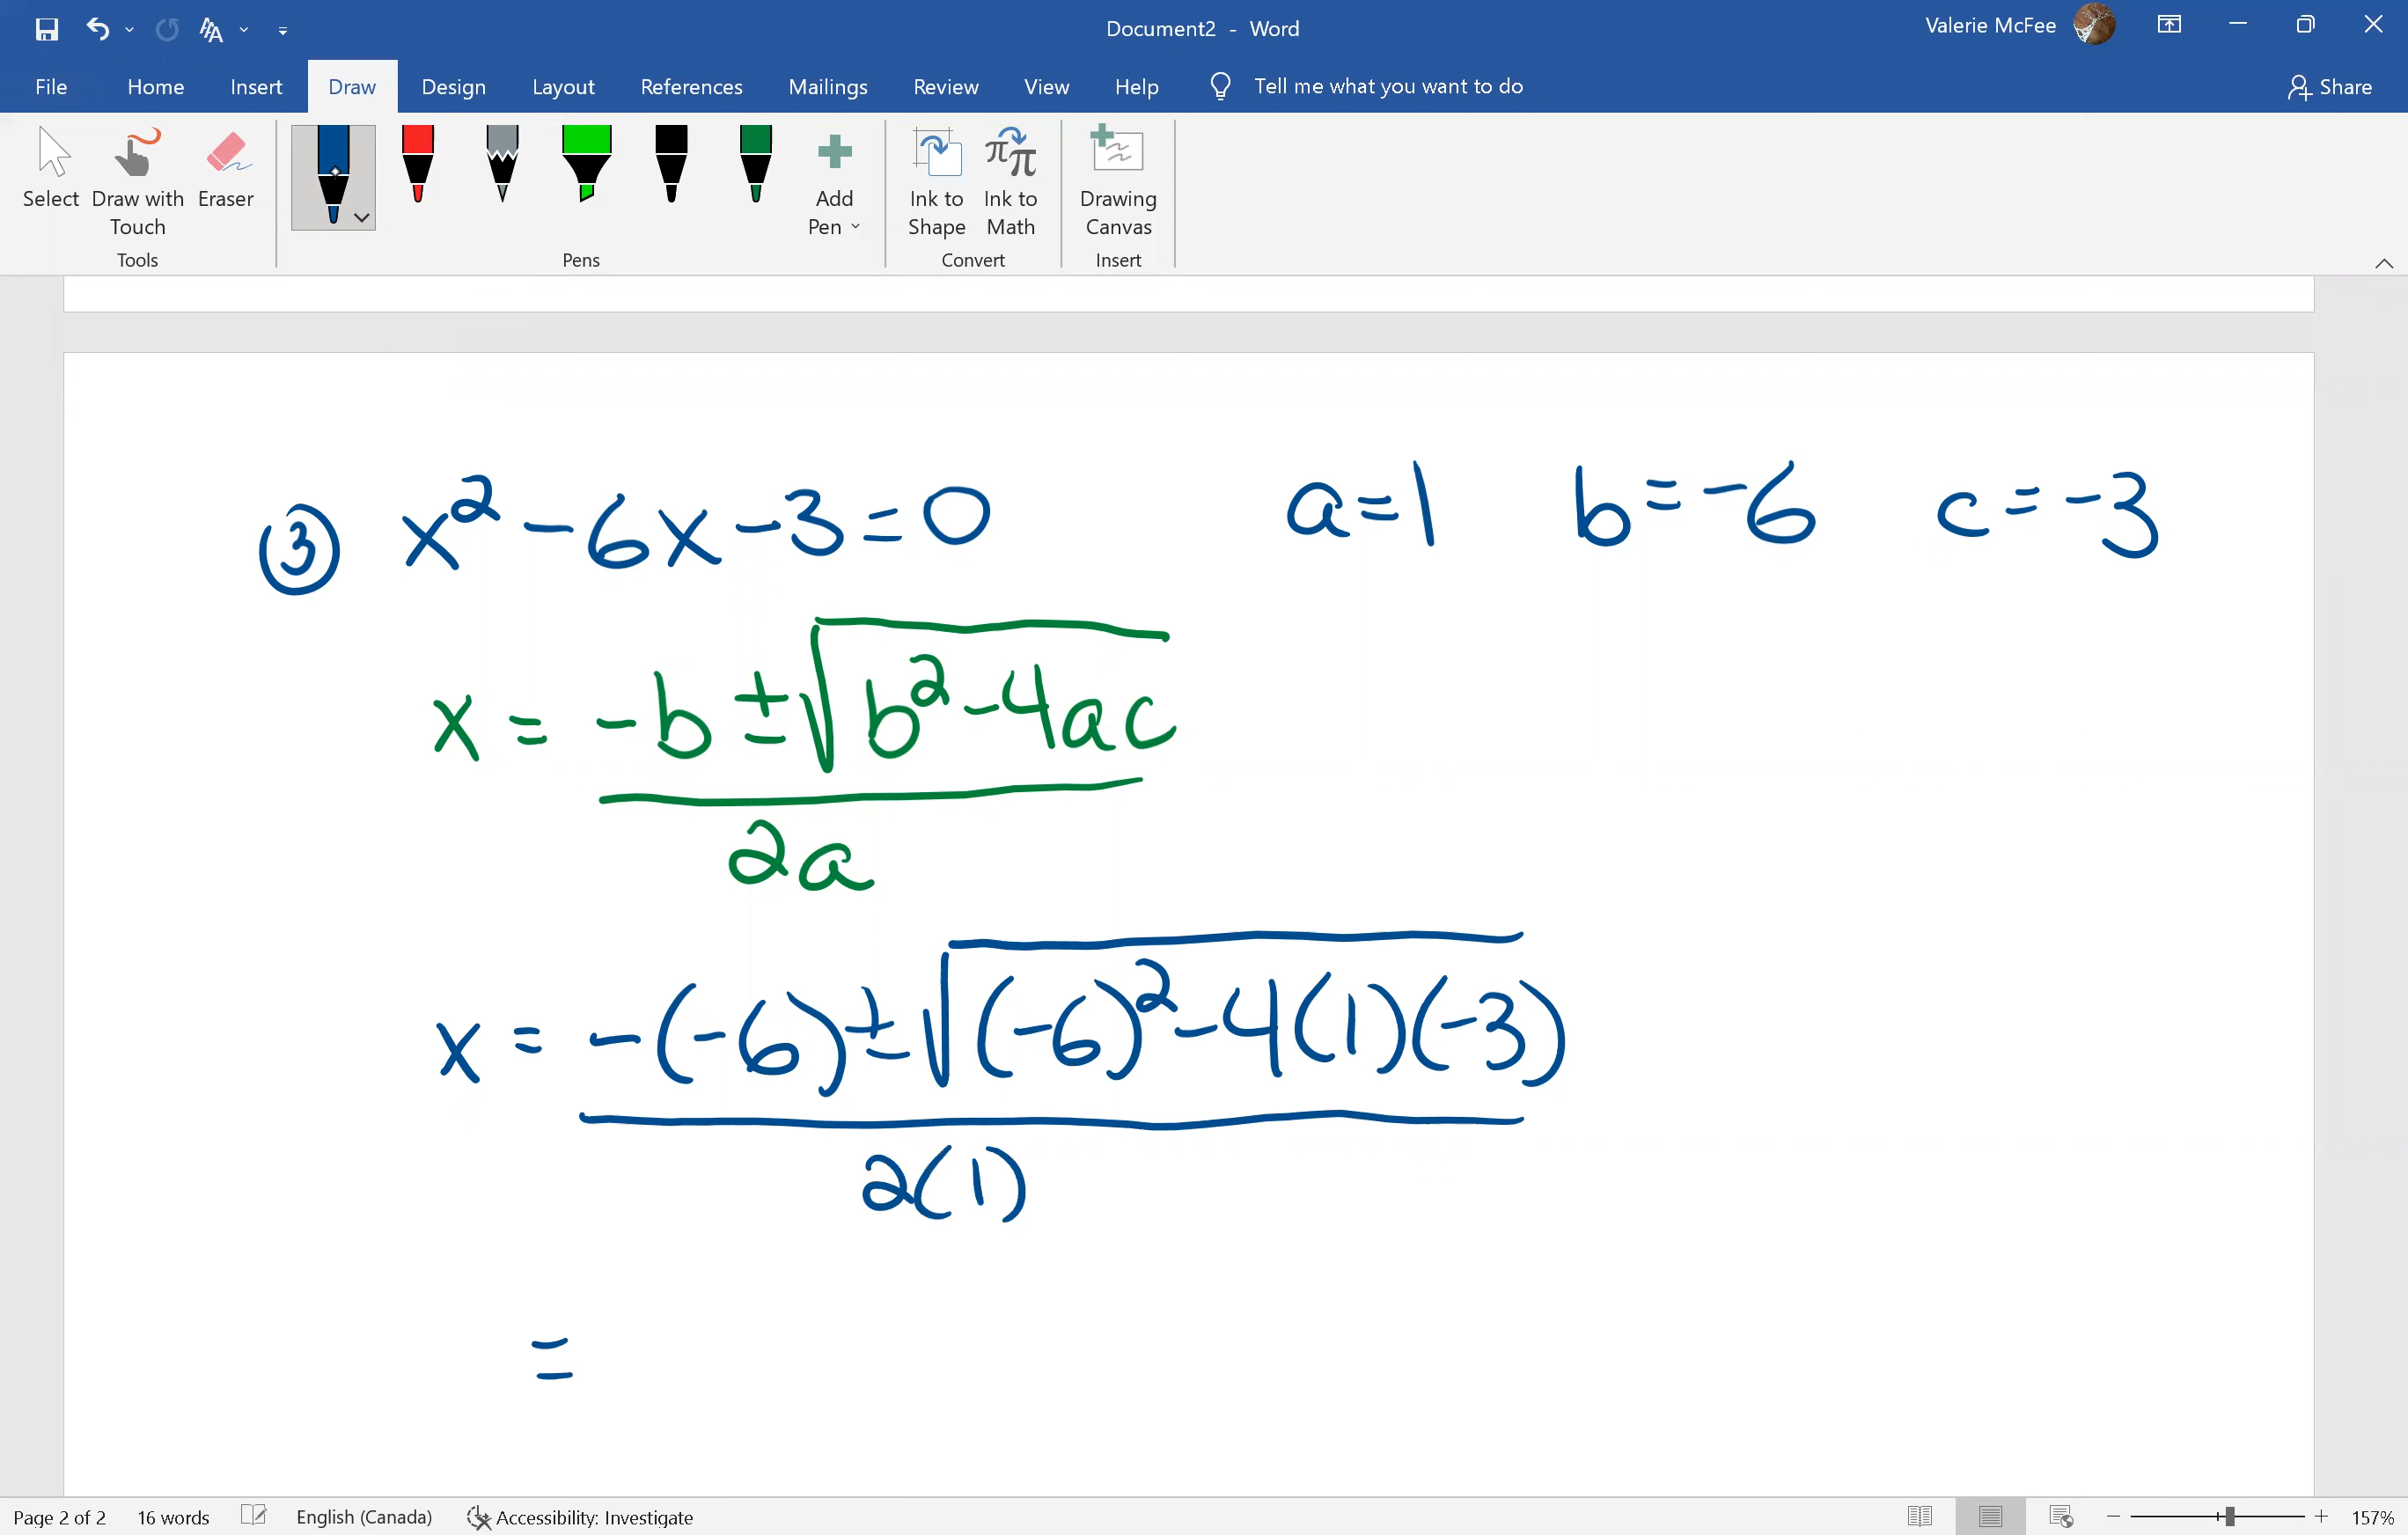 Document2 - Word
Valerie McFee
File Home Insert Draw Design Layout References Mailings Review View Help Tell me what you want to do Share
Select Draw with Touch Eraser Add Pen Ink to Shape Ink to Math Drawing Canvas
Tools Pens Convert Insert
③ x² - 6x - 3 = 0 a = 1 b = -6 c = -3
x = -b ± √b² - 4ac
2a
x = -(-6) ± √(-6)² - 4(1)(-3)
2(1)
=
Page 2 of 2 16 words English (Canada) Accessibility: Investigate 157%